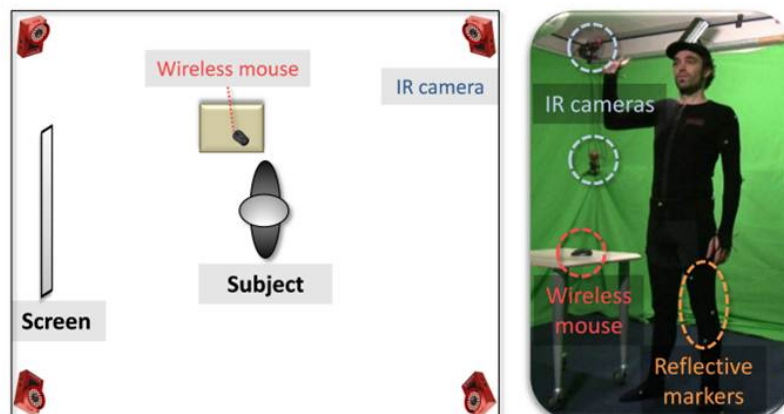 Wireless mouse
IR camera
Subject
Screen
IR cameras
Wireless
mouse
Reflective
markers